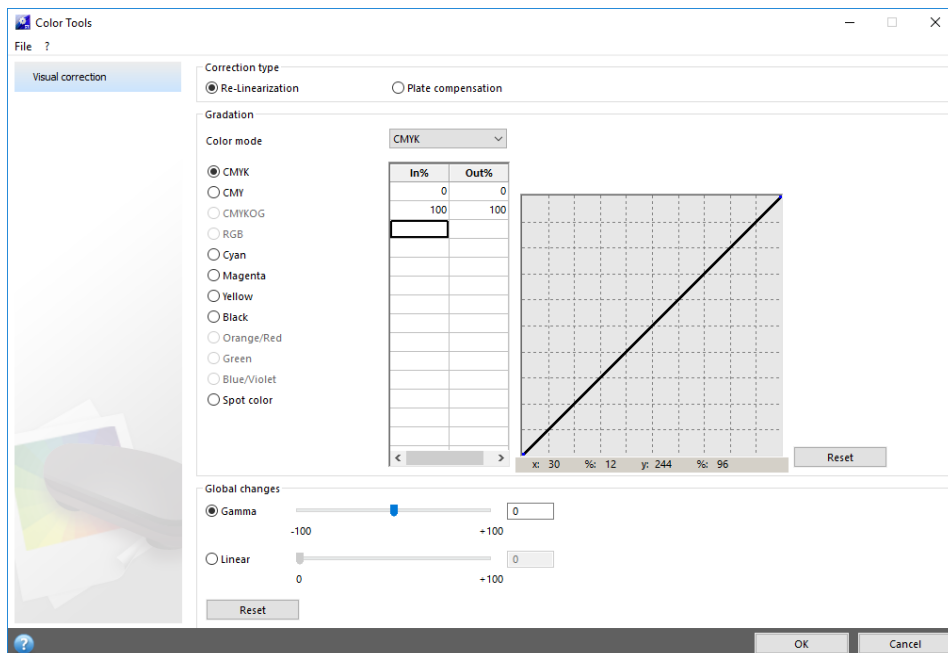 Color Tools
File ?
Visual correction
Correction type
Re-Linearization Plate compensation
Gradation
Color mode CMYK
CMYK
CMY
CMYKOG
RGB
Cyan
Magenta
Yellow
Black
Orange/Red
Green
Blue/Violet
Spot color
In% Out%
0 0
100 100
x: 30 %: 12 y: 244 %: 96
Reset
Global changes
Gamma 0
-100 +100
Linear 0
0 +100
Reset
?
OK Cancel